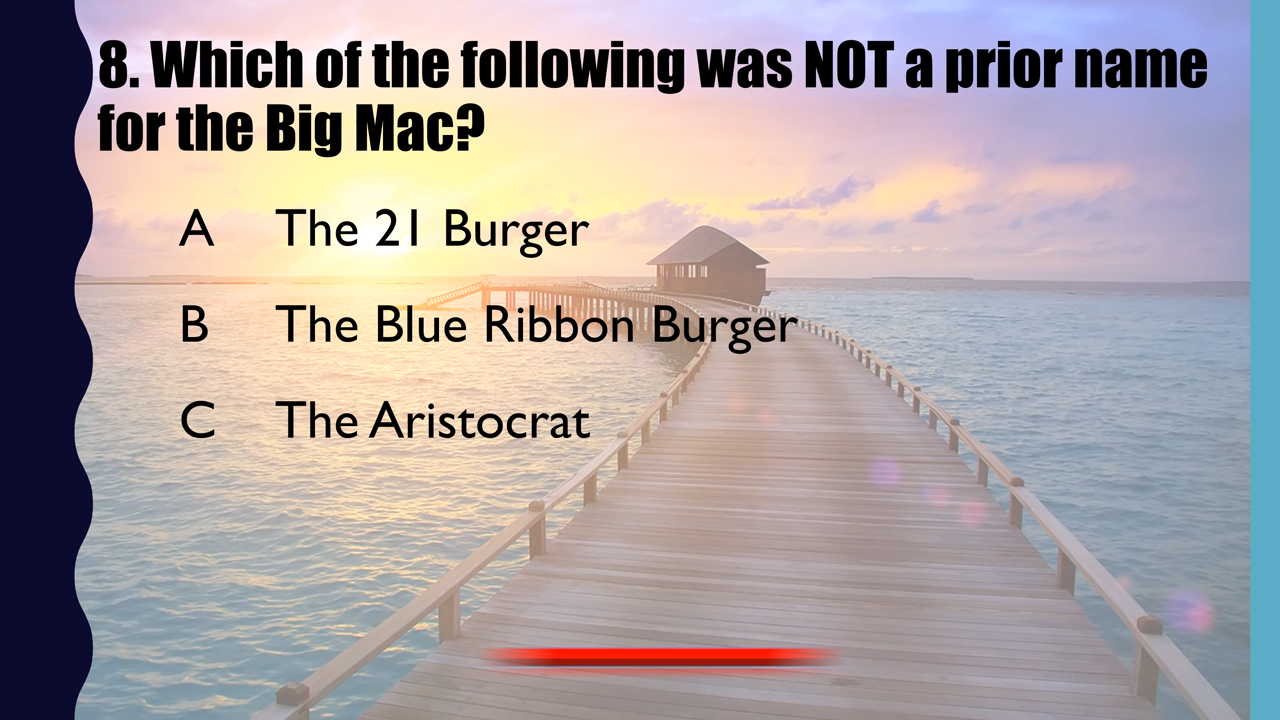 8. Which of the following was NOT a prior name
for the Big Mac?
A The 21 Burger
B The Blue Ribbon Burger
C The Aristocrat